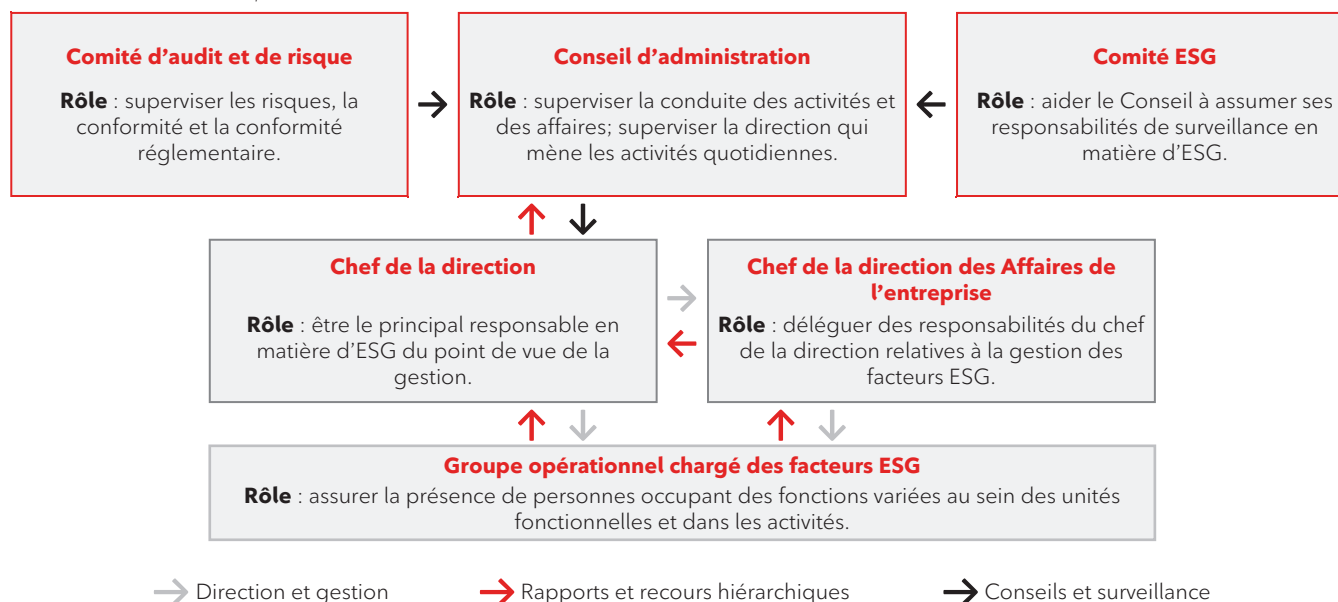 Comité d’audit et de risque
Rôle : superviser les risques, la
conformité et la conformité
réglementaire.
Conseil d’administration
Rôle : superviser la conduite des activités et
des affaires; superviser la direction qui
mène les activités quotidiennes.
Comité ESG
Rôle : aider le Conseil à assumer ses
responsabilités de surveillance en
matière d’ESG.
Chef de la direction
Rôle : être le principal responsable en
matière d’ESG du point de vue de la
gestion.
Chef de la direction des Affaires de
l’entreprise
Rôle : déléguer des responsabilités du chef
de la direction relatives à la gestion des
facteurs ESG.
Groupe opérationnel chargé des facteurs ESG
Rôle : assurer la présence de personnes occupant des fonctions variées au sein des unités
fonctionnelles et dans les activités.
Direction et gestion
Rapports et recours hiérarchiques
Conseils et surveillance